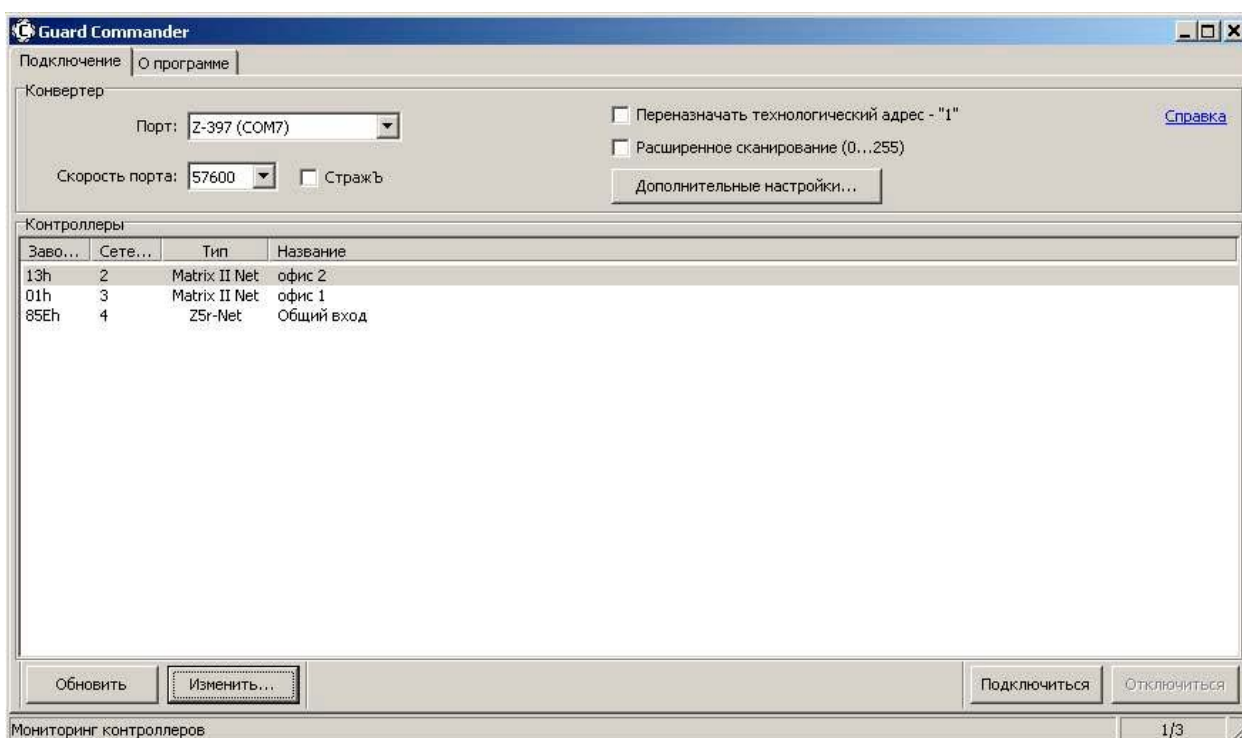 Guard Commander
Подключение О программе
Конвертер
Порт: Z-397 (COM7)
Переназначать технологический адрес - "1"
Справка
Расширенное сканирование (0...255)
Скорость порта: 57600 СтражЪ
Дополнительные настройки...
Контроллеры
Заво... Сете... Тип Название
13h 2 Matrix II Net офис 2
01h 3 Matrix II Net офис 1
85Eh 4 Z5r-Net Общий вход
Обновить Изменить... Подключиться Отключиться
Мониторинг контроллеров 1/3